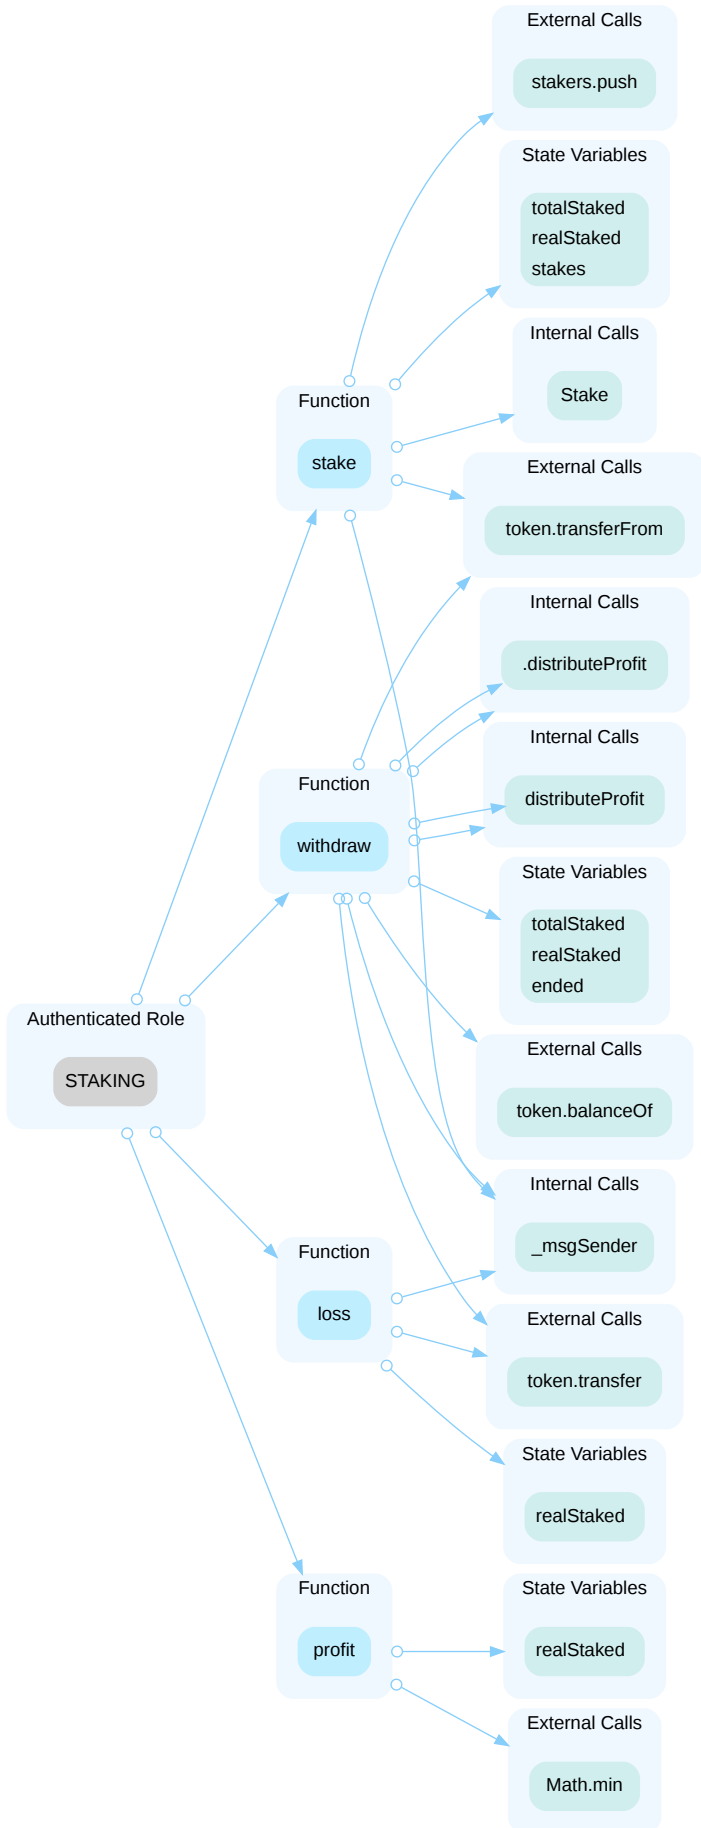 External Calls
stakers.push
State Variables
totalStaked
realStaked
stakes
Internal Calls
Stake
Function
stake
External Calls
token.transferFrom
Internal Calls
.distributeProfit
Internal Calls
distributeProfit
Function
withdraw
State Variables
totalStaked
realStaked
ended
Authenticated Role
STAKING
External Calls
token.balanceOf
Internal Calls
_msgSender
Function
loss
External Calls
token.transfer
State Variables
realStaked
Function
profit
State Variables
realStaked
External Calls
Math.min